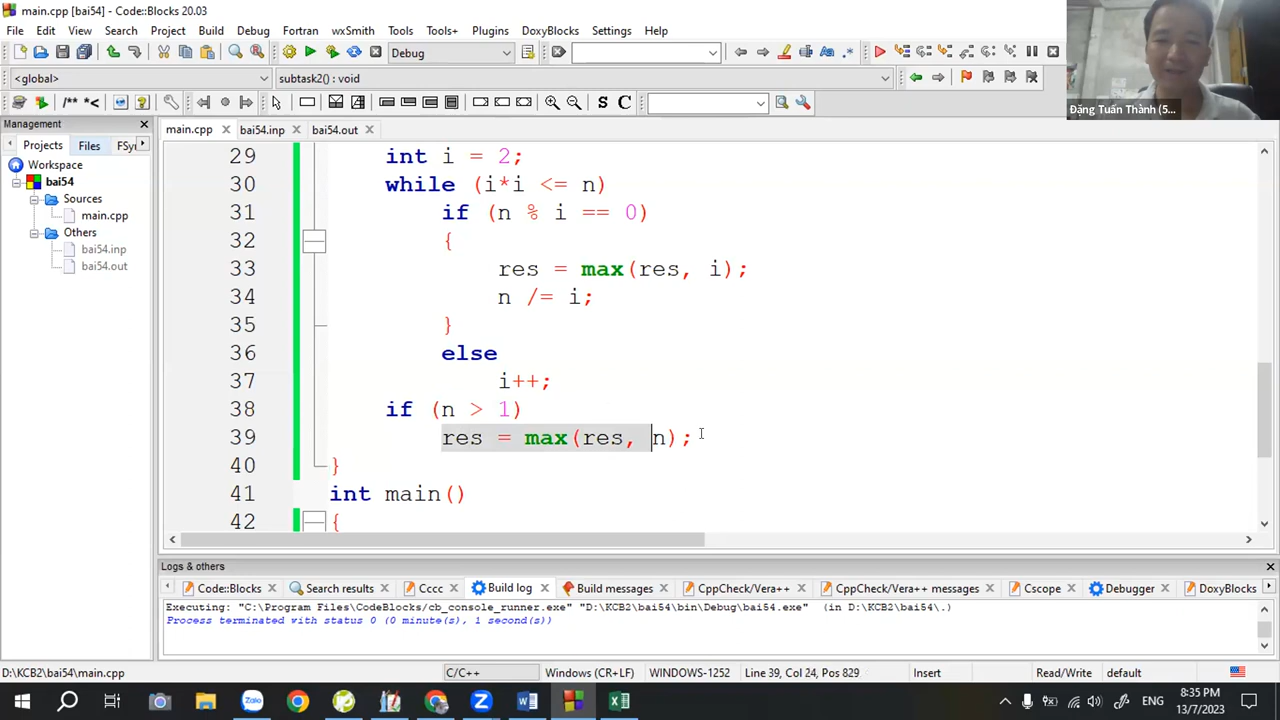 main.cpp [bai54] - Code::Blocks 20.03
File Edit View Search Project Build Debug Fortran wxSmith Tools Tools+ Plugins DoxyBlocks Settings Help
Debug
<global> subtask2() : void
/** *< S C
Đặng Tuấn Thành (5...
Management
main.cpp bai54.inp bai54.out
Projects Files FSy
Workspace
bai54
Sources
main.cpp
Others
bai54.inp
bai54.out
29 int i = 2;
30 while (i*i <= n)
31 if (n % i == 0)
32 {
33 res = max(res, i);
34 n /= i;
35 }
36 else
37 i++;
38 if (n > 1)
39 res = max(res, n);
40 }
41 int main()
42 {
Logs & others
Code::Blocks Search results Cccc Build log Build messages CppCheck/Vera++ CppCheck/Vera++ messages Cscope Debugger DoxyBlocks
Executing: "C:\Program Files\CodeBlocks/cb_console_runner.exe" "D:\KCB2\bai54\bin\Debug\bai54.exe" (in D:\KCB2\bai54\.)
Process terminated with status 0 (0 minute(s), 1 second(s))
D:\KCB2\bai54\main.cpp C/C++ Windows (CR+LF) WINDOWS-1252 Line 39, Col 24, Pos 829 Insert Read/Write default
Zalo ENG 8:35 PM
13/7/2023